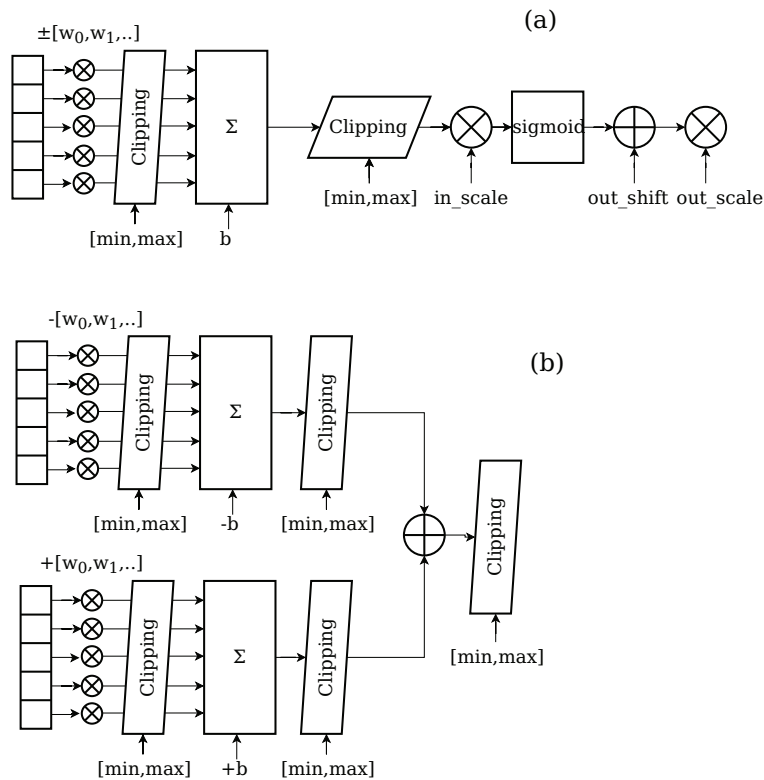 (a)
±[w₀,w₁,..]
Clipping
Σ
Clipping
sigmoid
[min,max]
in_scale
out_shift
out_scale
[min,max]
b
-[w₀,w₁,..]
(b)
Clipping
Σ
Clipping
[min,max]
-b
[min,max]
Clipping
+[w₀,w₁,..]
Clipping
Σ
Clipping
[min,max]
[min,max]
+b
[min,max]